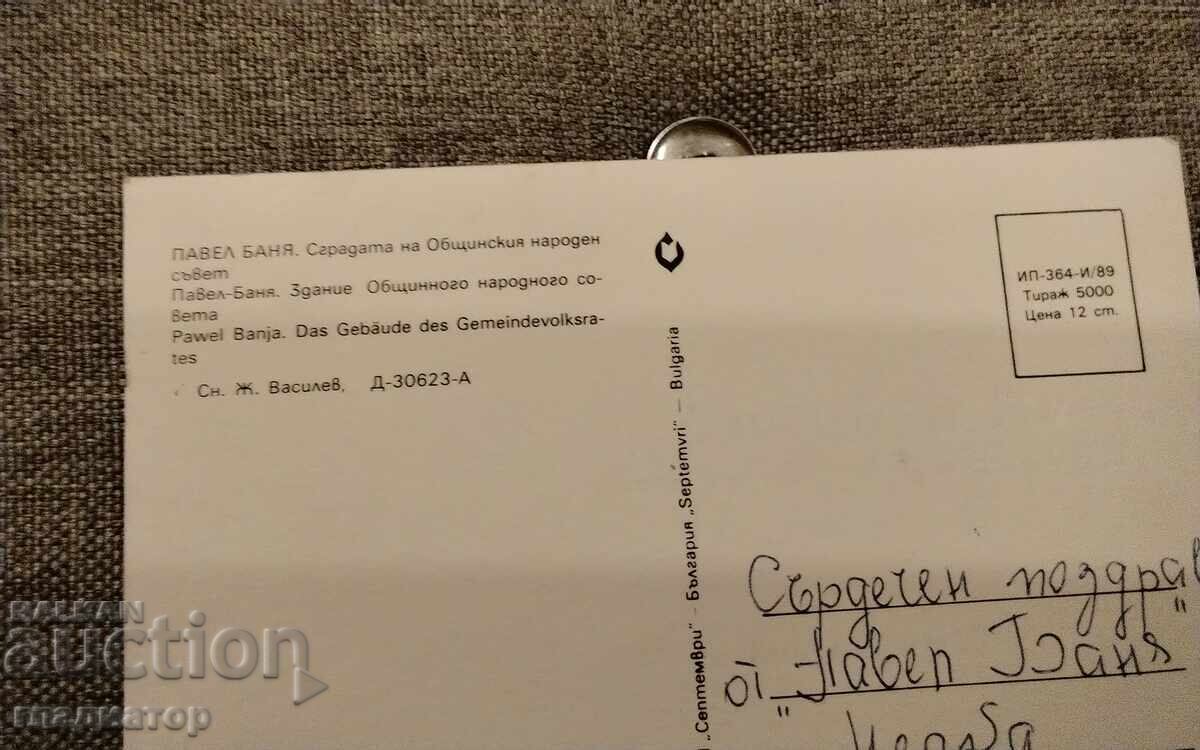 ПАВЕЛ БАНЯ. Сградата на Общинския народен
съвет
Павел-Баня. Здание Общинного народного со-
вета
Pawel Banja. Das Gebäude des Gemeindevolksra-
tes
Сн. Ж. Василев, Д-30623-А
„Септември" – България „Septemvri" – Bulgaria
ИП-364-И/89
Тираж 5000
Цена 12 ст.
Сърдечен поздрав
от „Павел Баня"
BALKAN
auction